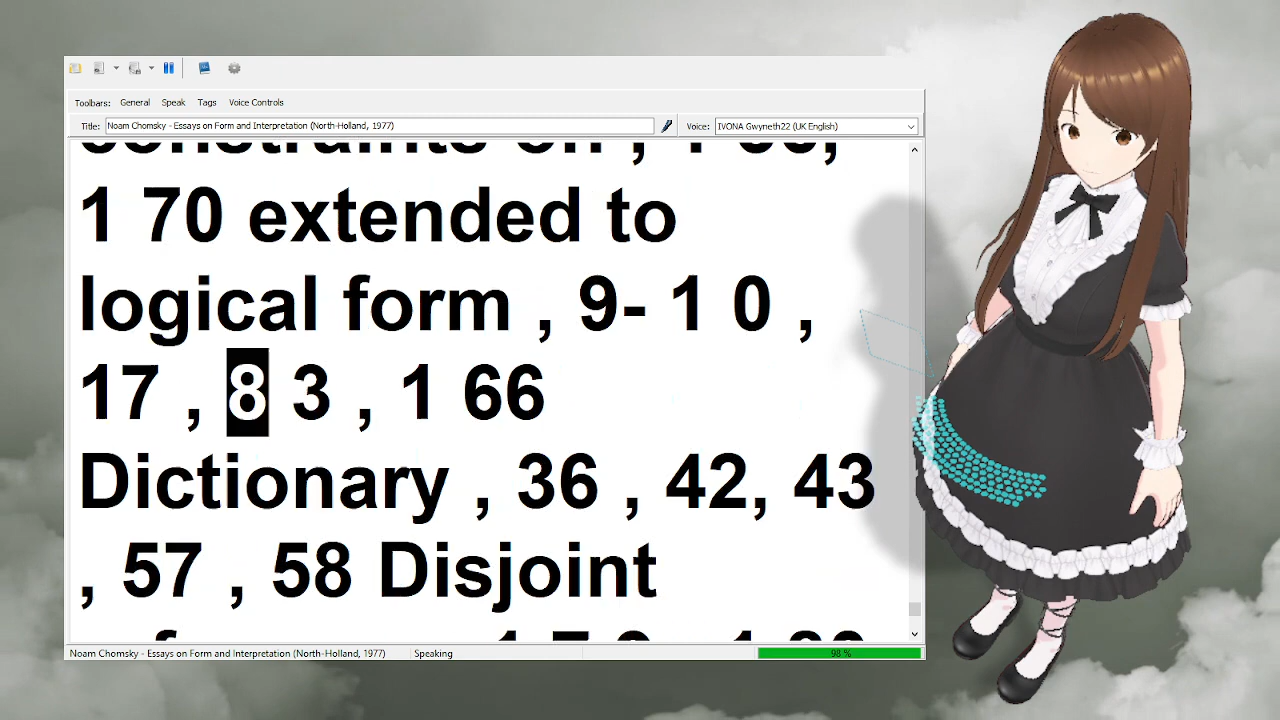 Toolbars: General Speak Tags Voice Controls
Title: Noam Chomsky - Essays on Form and Interpretation (North-Holland, 1977) Voice: IVONA Gwyneth22 (UK English)
1 70 extended to
logical form , 9- 1 0 ,
17 , 8 3 , 1 66
Dictionary , 36 , 42, 43
, 57 , 58 Disjoint
Noam Chomsky - Essays on Form and Interpretation (North-Holland, 1977) Speaking 98 %